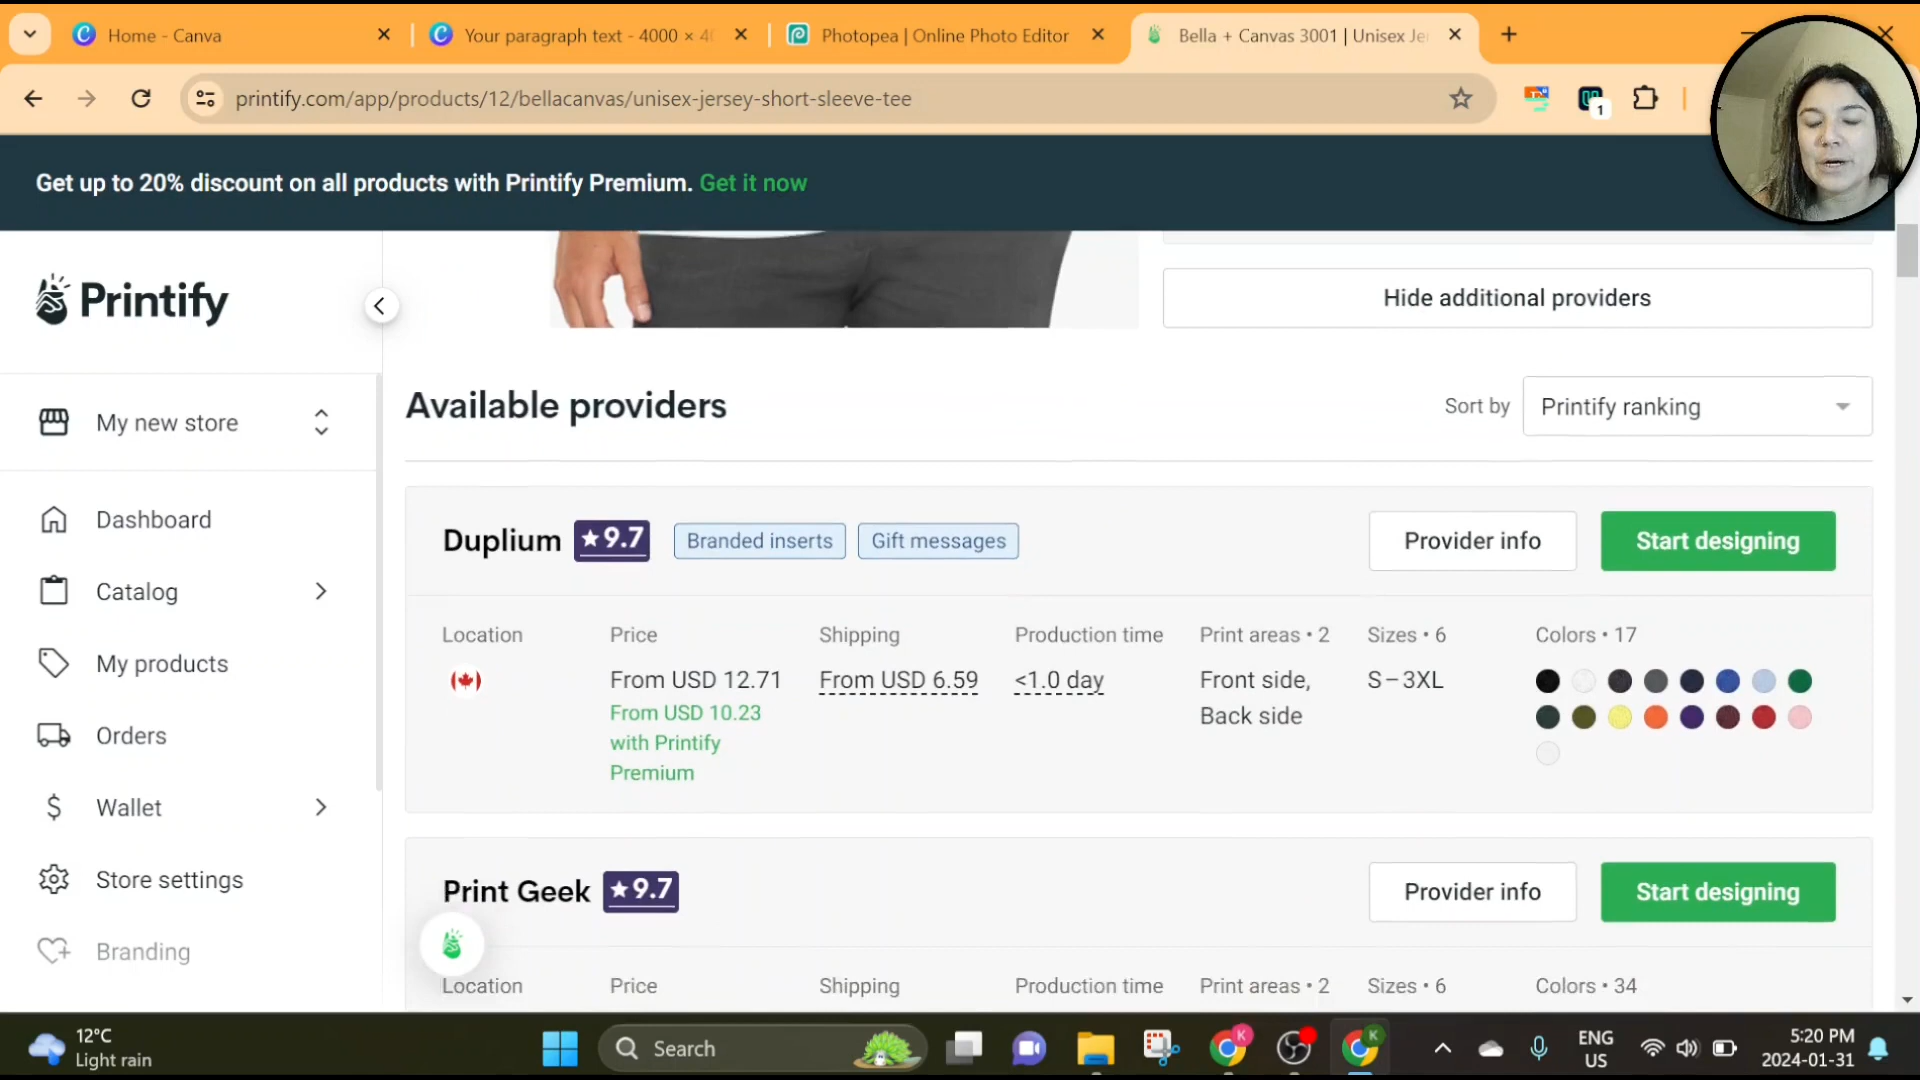 Home - Canva
Your paragraph text - 4000 × 4
Photopea | Online Photo Editor
Bella + Canvas 3001 | Unisex Je
printify.com/app/products/12/bellacanvas/unisex-jersey-short-sleeve-tee
1
Get up to 20% discount on all products with Printify Premium. Get it now
Printify
Hide additional providers
My new store
Available providers
Sort by
Printify ranking
Dashboard
Catalog
My products
Orders
Wallet
Store settings
Branding
Duplium
★9.7
Branded inserts
Gift messages
Provider info
Start designing
Location
Price
Shipping
Production time
Print areas • 2
Sizes • 6
Colors • 17
From USD 12.71
From USD 10.23
with Printify
Premium
From USD 6.59
<1.0 day
Front side,
Back side
S – 3XL
Print Geek
★9.7
Provider info
Start designing
Location
Price
Shipping
Production time
Print areas • 2
Sizes • 6
Colors • 34
12°C
Light rain
Search
K
K
ENG
US
5:20 PM
2024-01-31